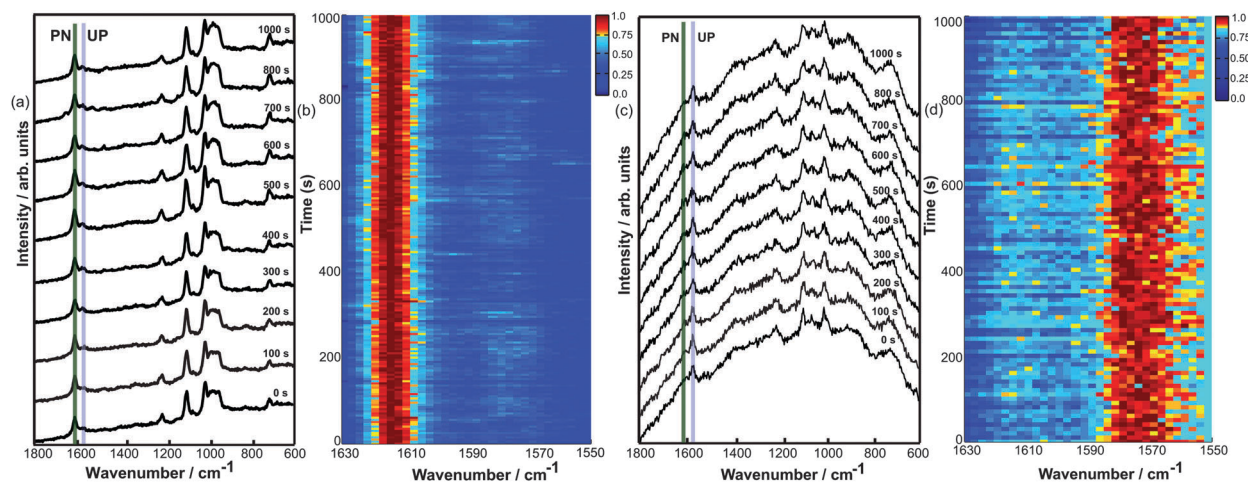 (a)
PN UP
1000 s
800 s
700 s
600 s
500 s
400 s
300 s
200 s
100 s
0 s
Intensity / arb. units
1800 1600 1400 1200 1000 800 600
Wavenumber / cm-1
(b)
1000
800
600
400
200
0
Time (s)
1630 1610 1590 1550
Wavenumber / cm-1
1.0
0.75
0.50
0.25
0.0
(c)
PN UP
1000 s
800 s
700 s
600 s
500 s
400 s
300 s
200 s
100 s
0 s
Intensity / arb. units
1800 1600 1400 1200 1000 800 600
Wavenumber / cm-1
(d)
1000
800
600
400
200
0
Time (s)
1630 1610 1590 1570 1550
Wavenumber / cm-1
1.0
0.75
0.50
0.25
0.0